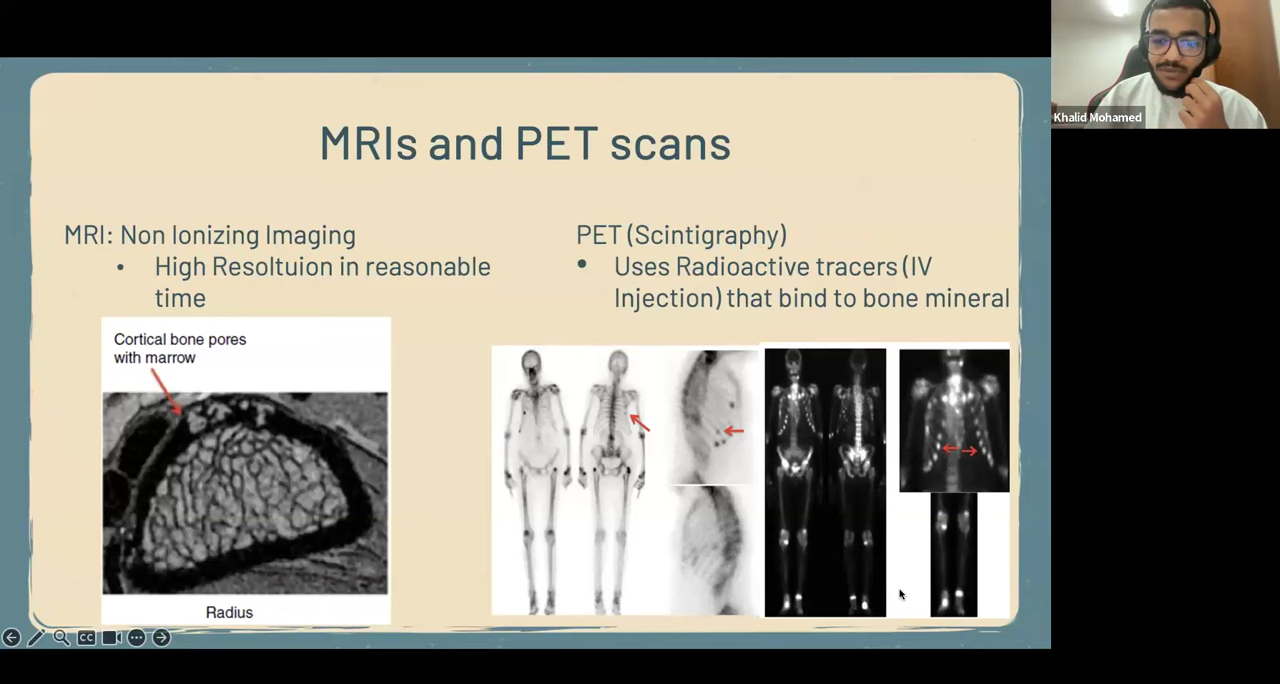 MRIs and PET scans
MRI: Non Ionizing Imaging
• High Resoltuion in reasonable
time
Cortical bone pores
with marrow
Radius
PET (Scintigraphy)
• Uses Radioactive tracers (IV
Injection) that bind to bone mineral
Khalid Mohamed
CC